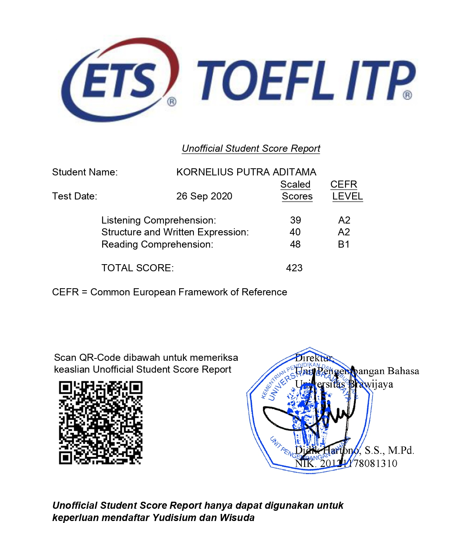 ETS® TOEFL ITP®
Unofficial Student Score Report
Student Name: KORNELIUS PUTRA ADITAMA
Scaled CEFR
Test Date: 26 Sep 2020 Scores LEVEL
Listening Comprehension: 39 A2
Structure and Written Expression: 40 A2
Reading Comprehension: 48 B1
TOTAL SCORE: 423
CEFR = Common European Framework of Reference
Scan QR-Code dibawah untuk memeriksa
keaslian Unofficial Student Score Report
Direktur
Unit Pengembangan Bahasa
Universitas Brawijaya
Didik Hartono, S.S., M.Pd.
NIK.
Unofficial Student Score Report hanya dapat digunakan untuk
keperluan mendaftar Yudisium dan Wisuda